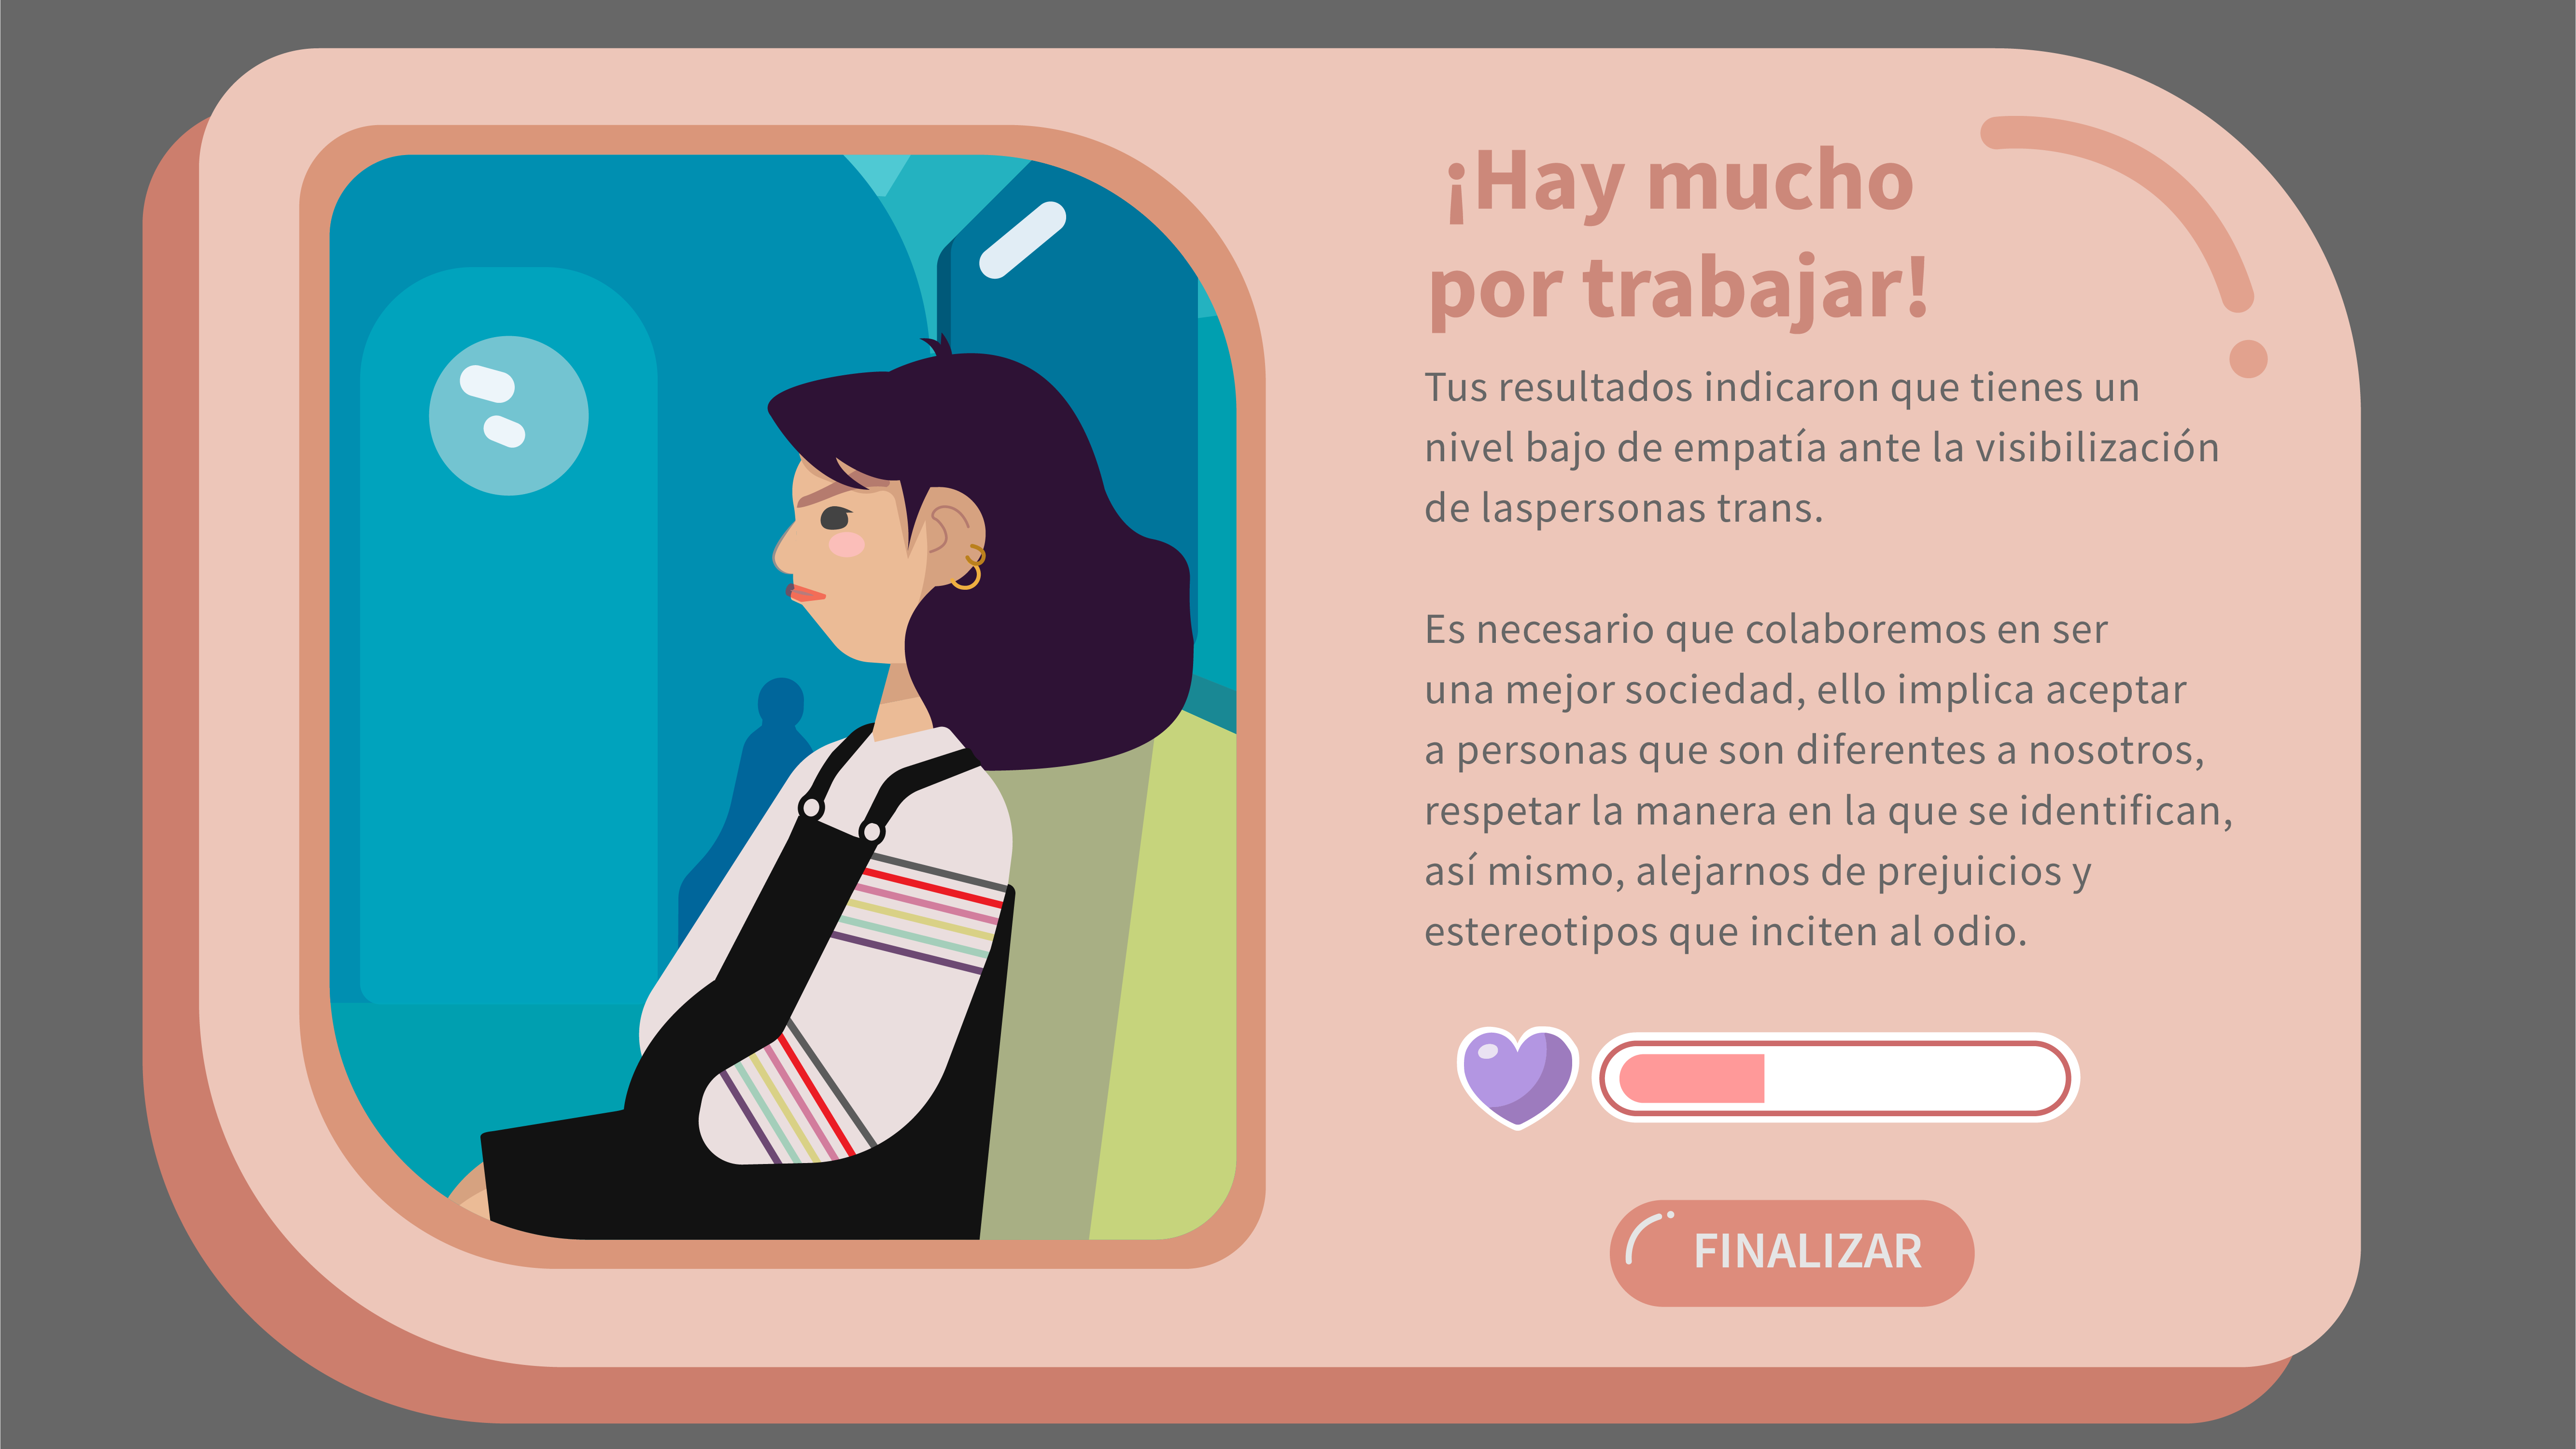 ¡Hay mucho
por trabajar!
Tus resultados indicaron que tienes un
nivel bajo de empatía ante la visibilización
de laspersonas trans.
Es necesario que colaboremos en ser
una mejor sociedad, ello implica aceptar
a personas que son diferentes a nosotros,
respetar la manera en la que se identifican,
así mismo, alejarnos de prejuicios y
estereotipos que inciten al odio.
FINALIZAR